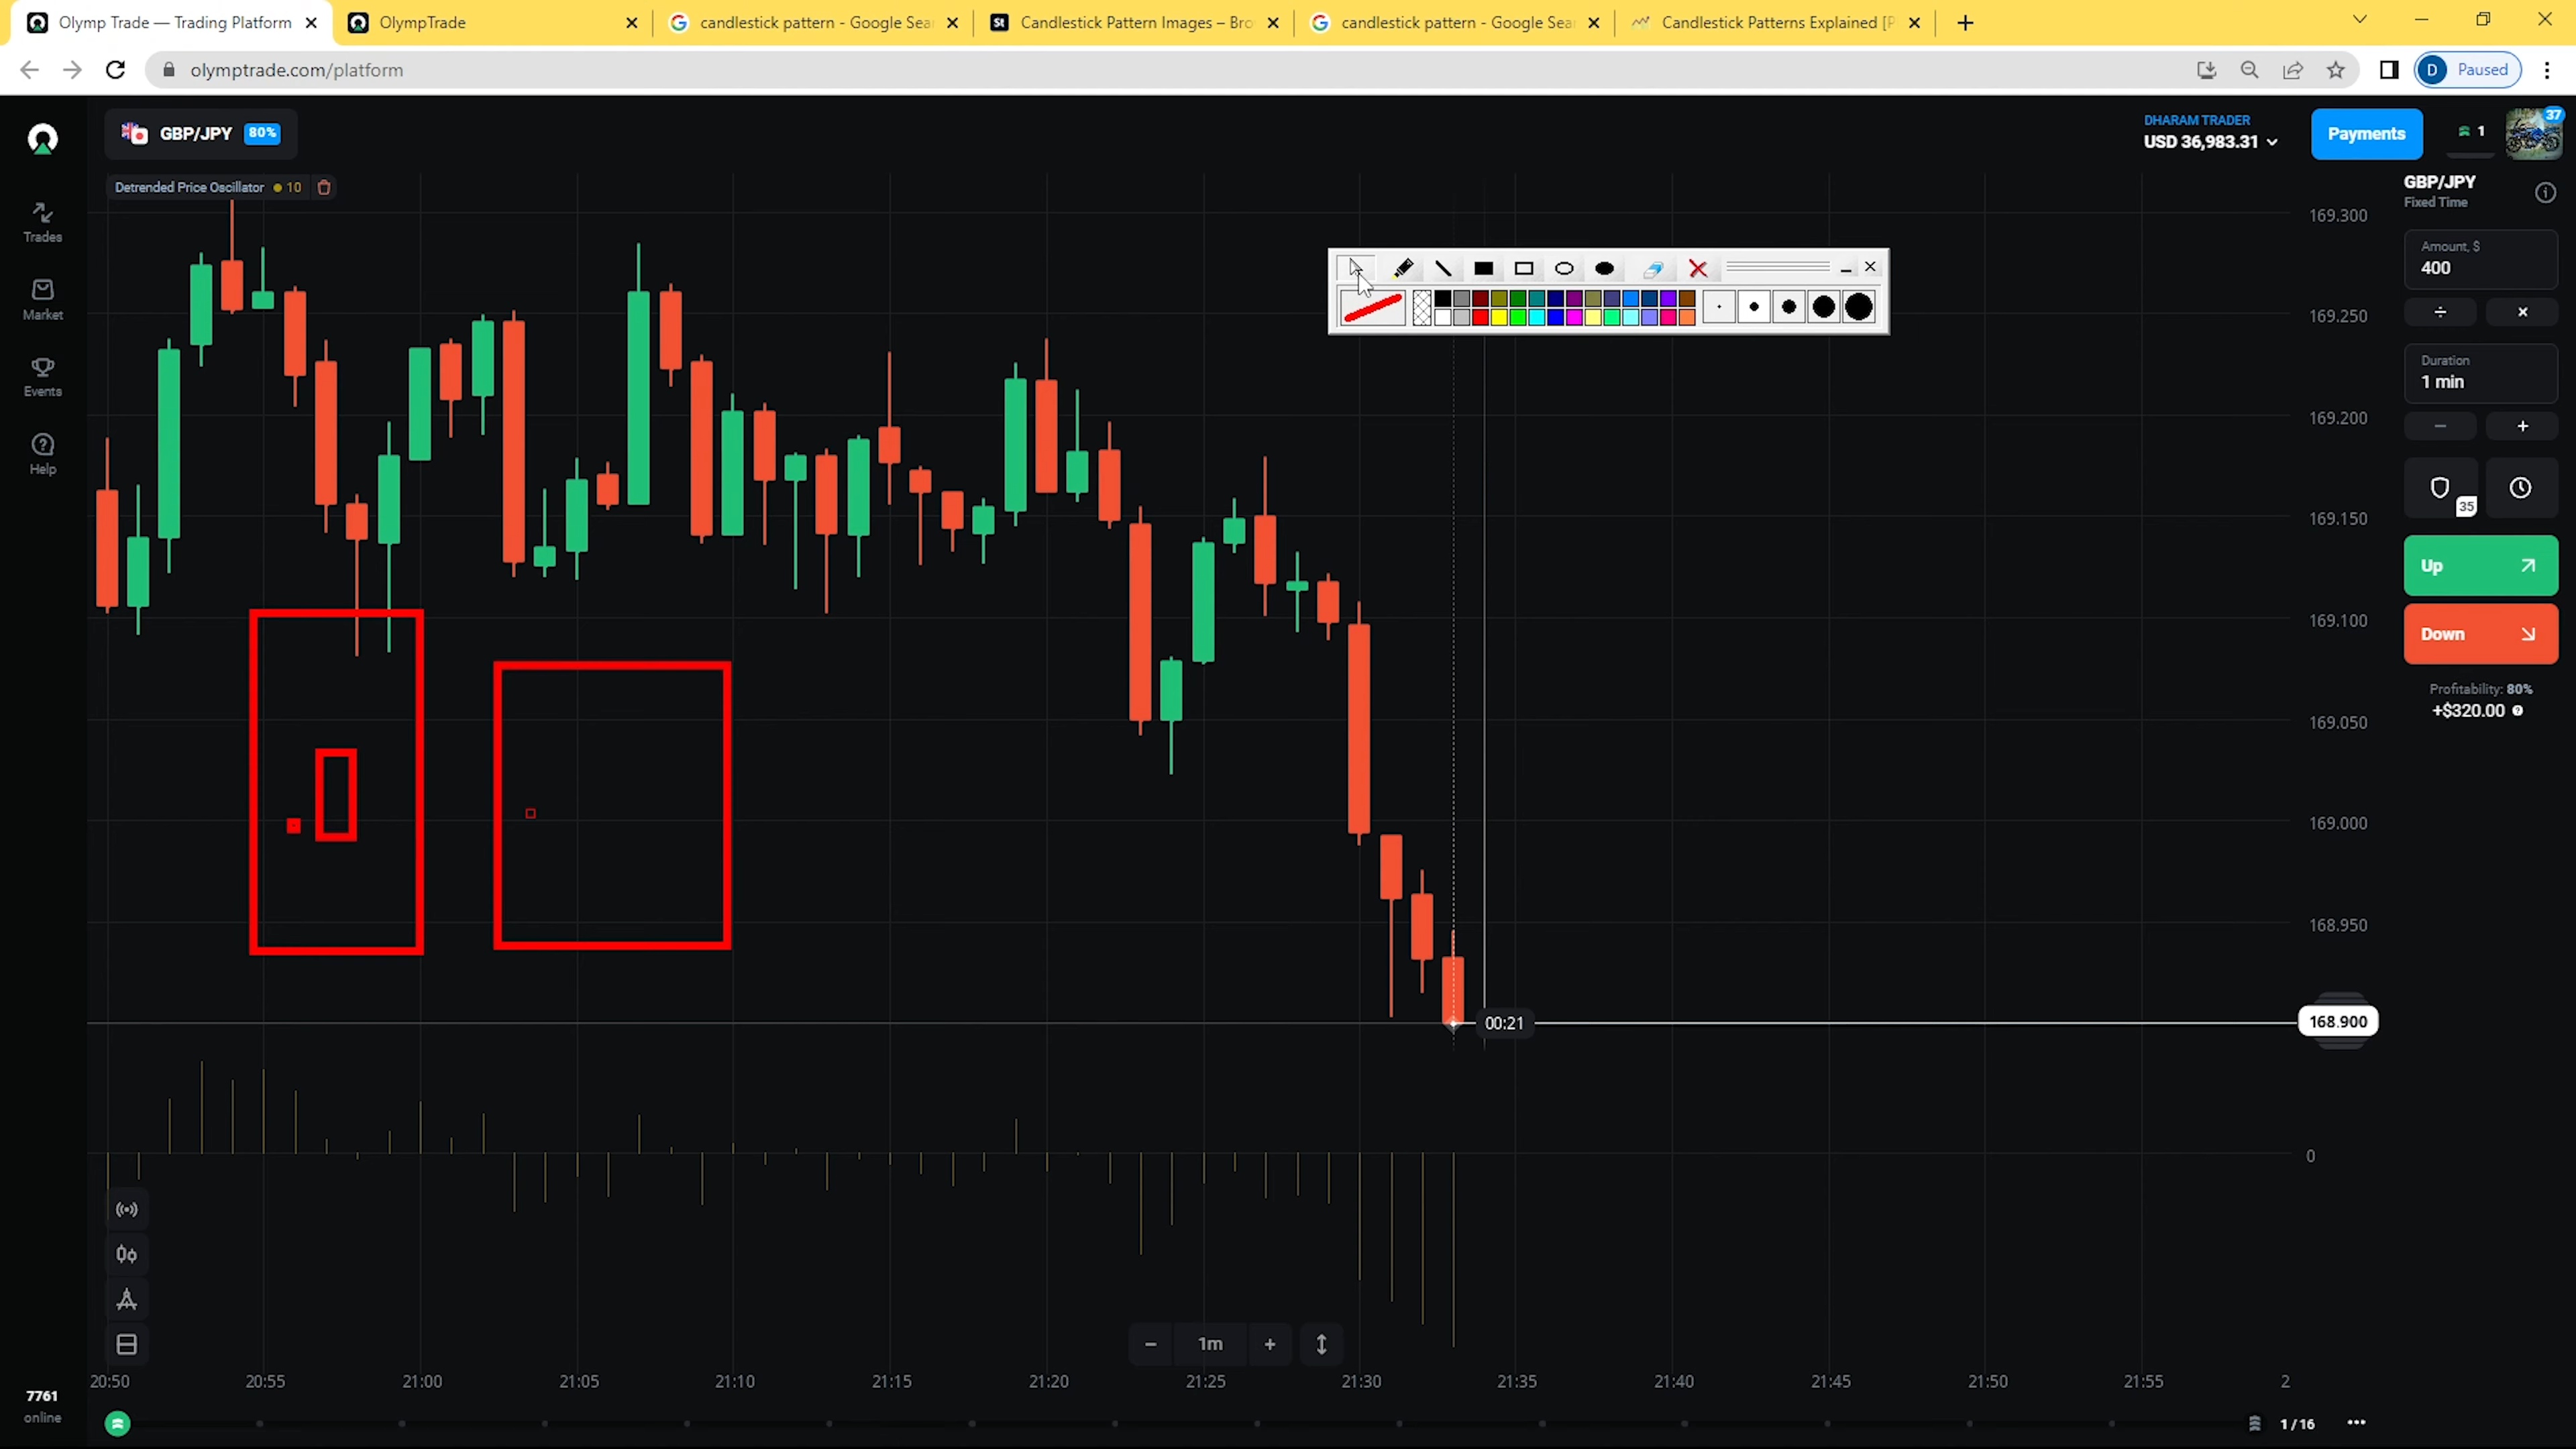 Olymp Trade — Trading Platform
OlympTrade
candlestick pattern - Google Sea
Candlestick Pattern Images – Bro
candlestick pattern - Google Sea
Candlestick Patterns Explained [P
olymptrade.com/platform
D Paused
GBP/JPY 80%
DHARAM TRADER
USD 36,983.31
Payments
1
37
Detrended Price Oscillator 10
Trades
Market
Events
Help
GBP/JPY
Fixed Time
Amount, $
400
÷ ×
Duration
1 min
− +
35
Up
Down
Profitability: 80%
+$320.00
169.300
169.250
169.200
169.150
169.100
169.050
169.000
168.950
168.900
00:21
0
− 1m +
20:50 20:55 21:00 21:05 21:10 21:15 21:20 21:25 21:30 21:35 21:40 21:45 21:50 21:55 2
7761
online
1 / 16